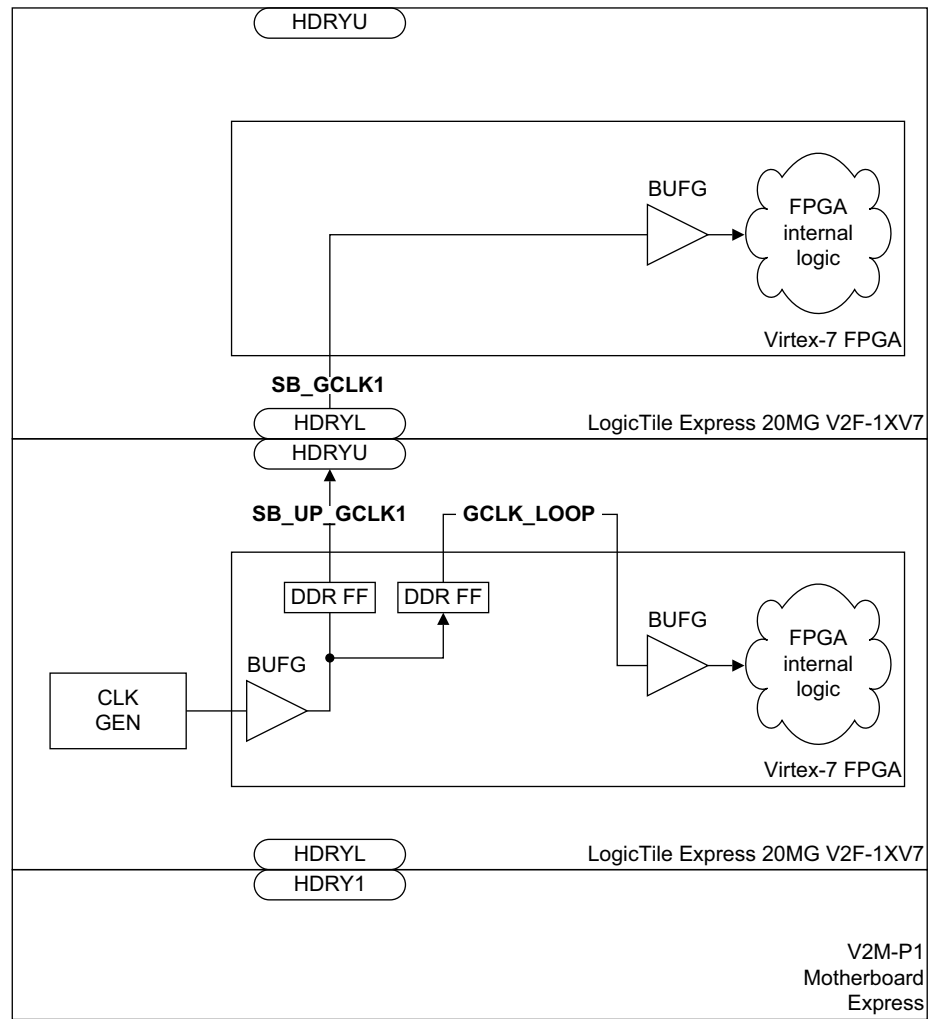 HDRYU
BUFG
FPGA
internal
logic
Virtex-7 FPGA
SB_GCLK1
HDRYL
LogicTile Express 20MG V2F-1XV7
HDRYU
SB_UP_GCLK1
GCLK_LOOP
DDR FF
DDR FF
BUFG
FPGA
internal
logic
BUFG
CLK
GEN
Virtex-7 FPGA
HDRYL
LogicTile Express 20MG V2F-1XV7
HDRY1
V2M-P1
Motherboard
Express